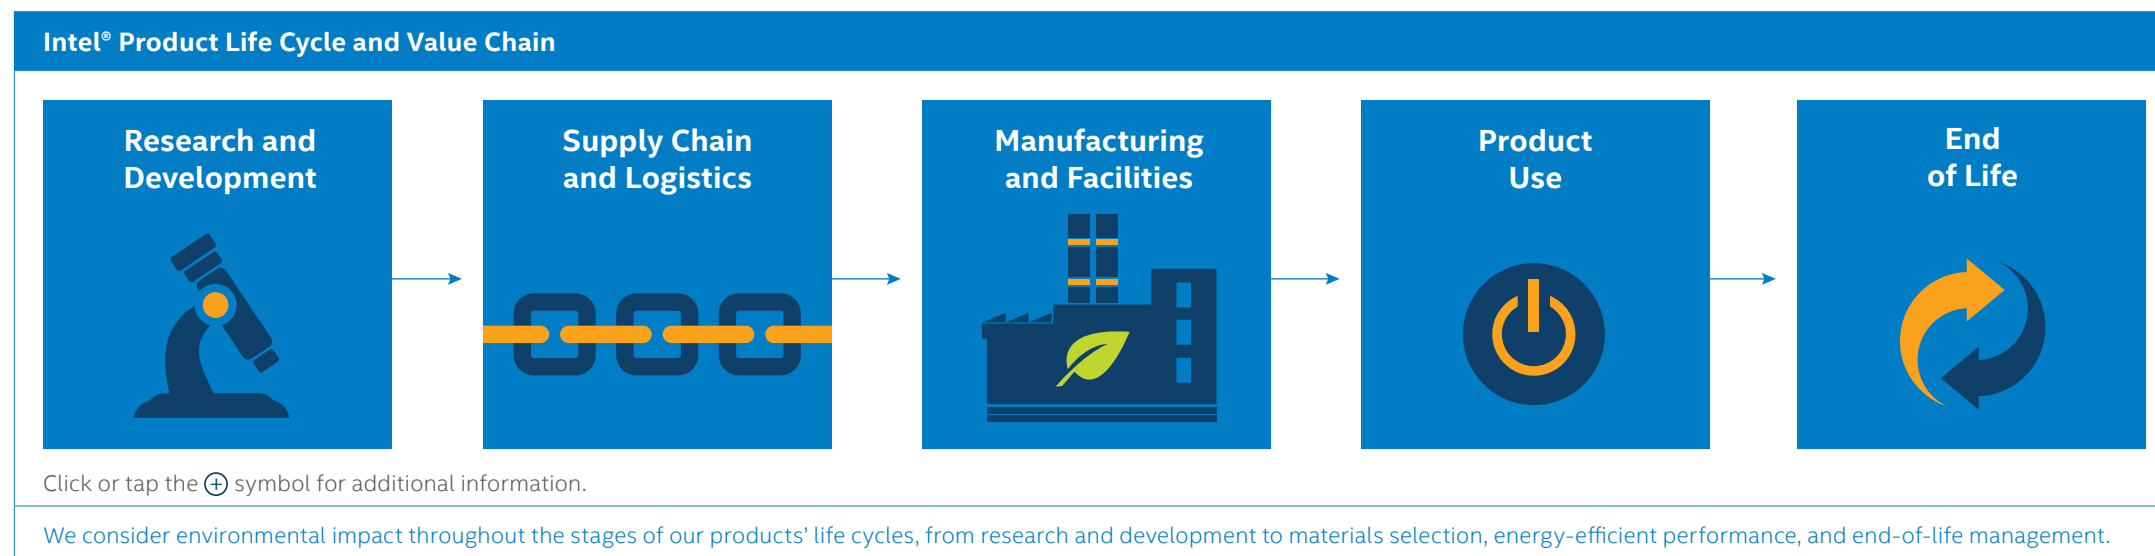 Intel® Product Life Cycle and Value Chain
Research and
Development
Supply Chain
and Logistics
Manufacturing
and Facilities
Product
Use
End
of Life
Click or tap the ⊕ symbol for additional information.
We consider environmental impact throughout the stages of our products’ life cycles, from research and development to materials selection, energy-efficient performance, and end-of-life management.